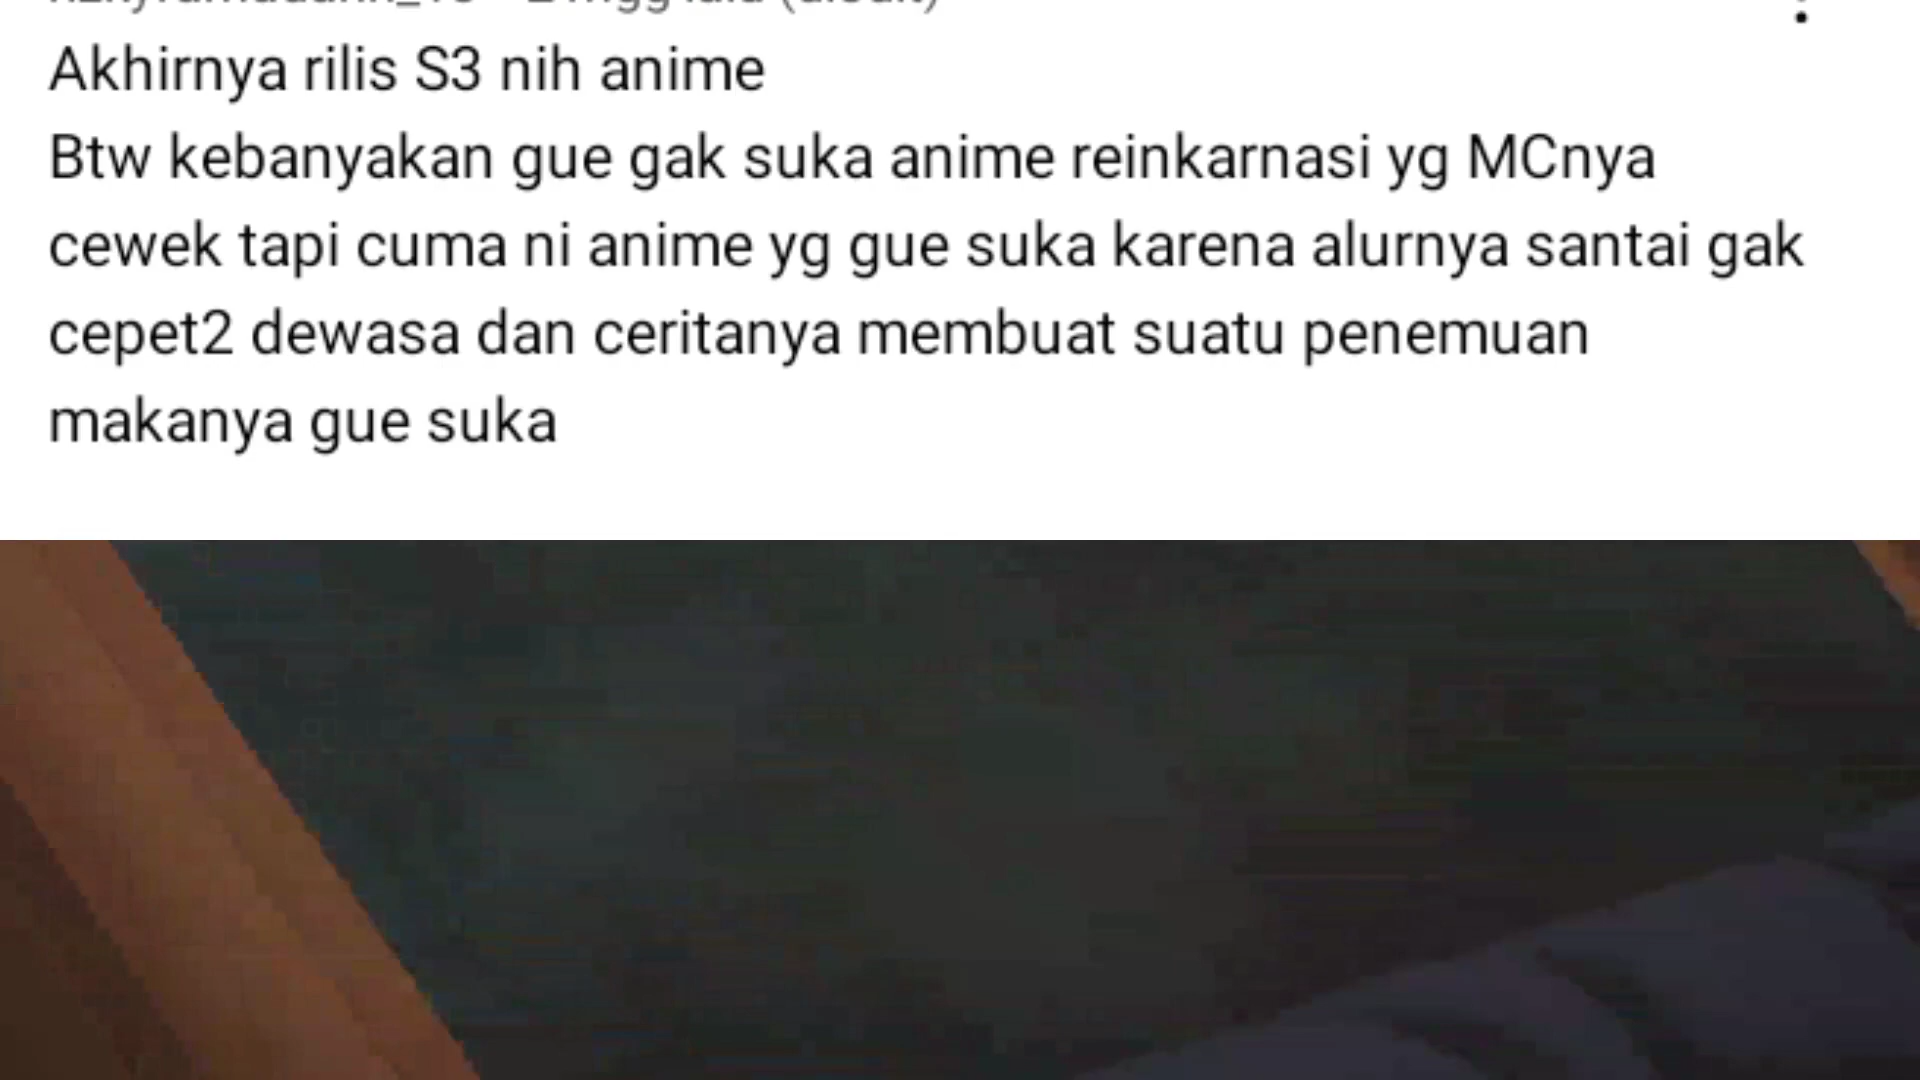 Akhirnya rilis S3 nih anime
Btw kebanyakan gue gak suka anime reinkarnasi yg MCnya
cewek tapi cuma ni anime yg gue suka karena alurnya santai gak
cepet2 dewasa dan ceritanya membuat suatu penemuan
makanya gue suka